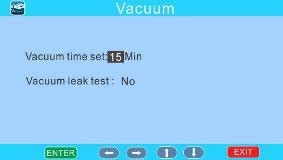 Vacuum
Vacuum time set: 15 Min
Vacuum leak test : No
ENTER EXIT